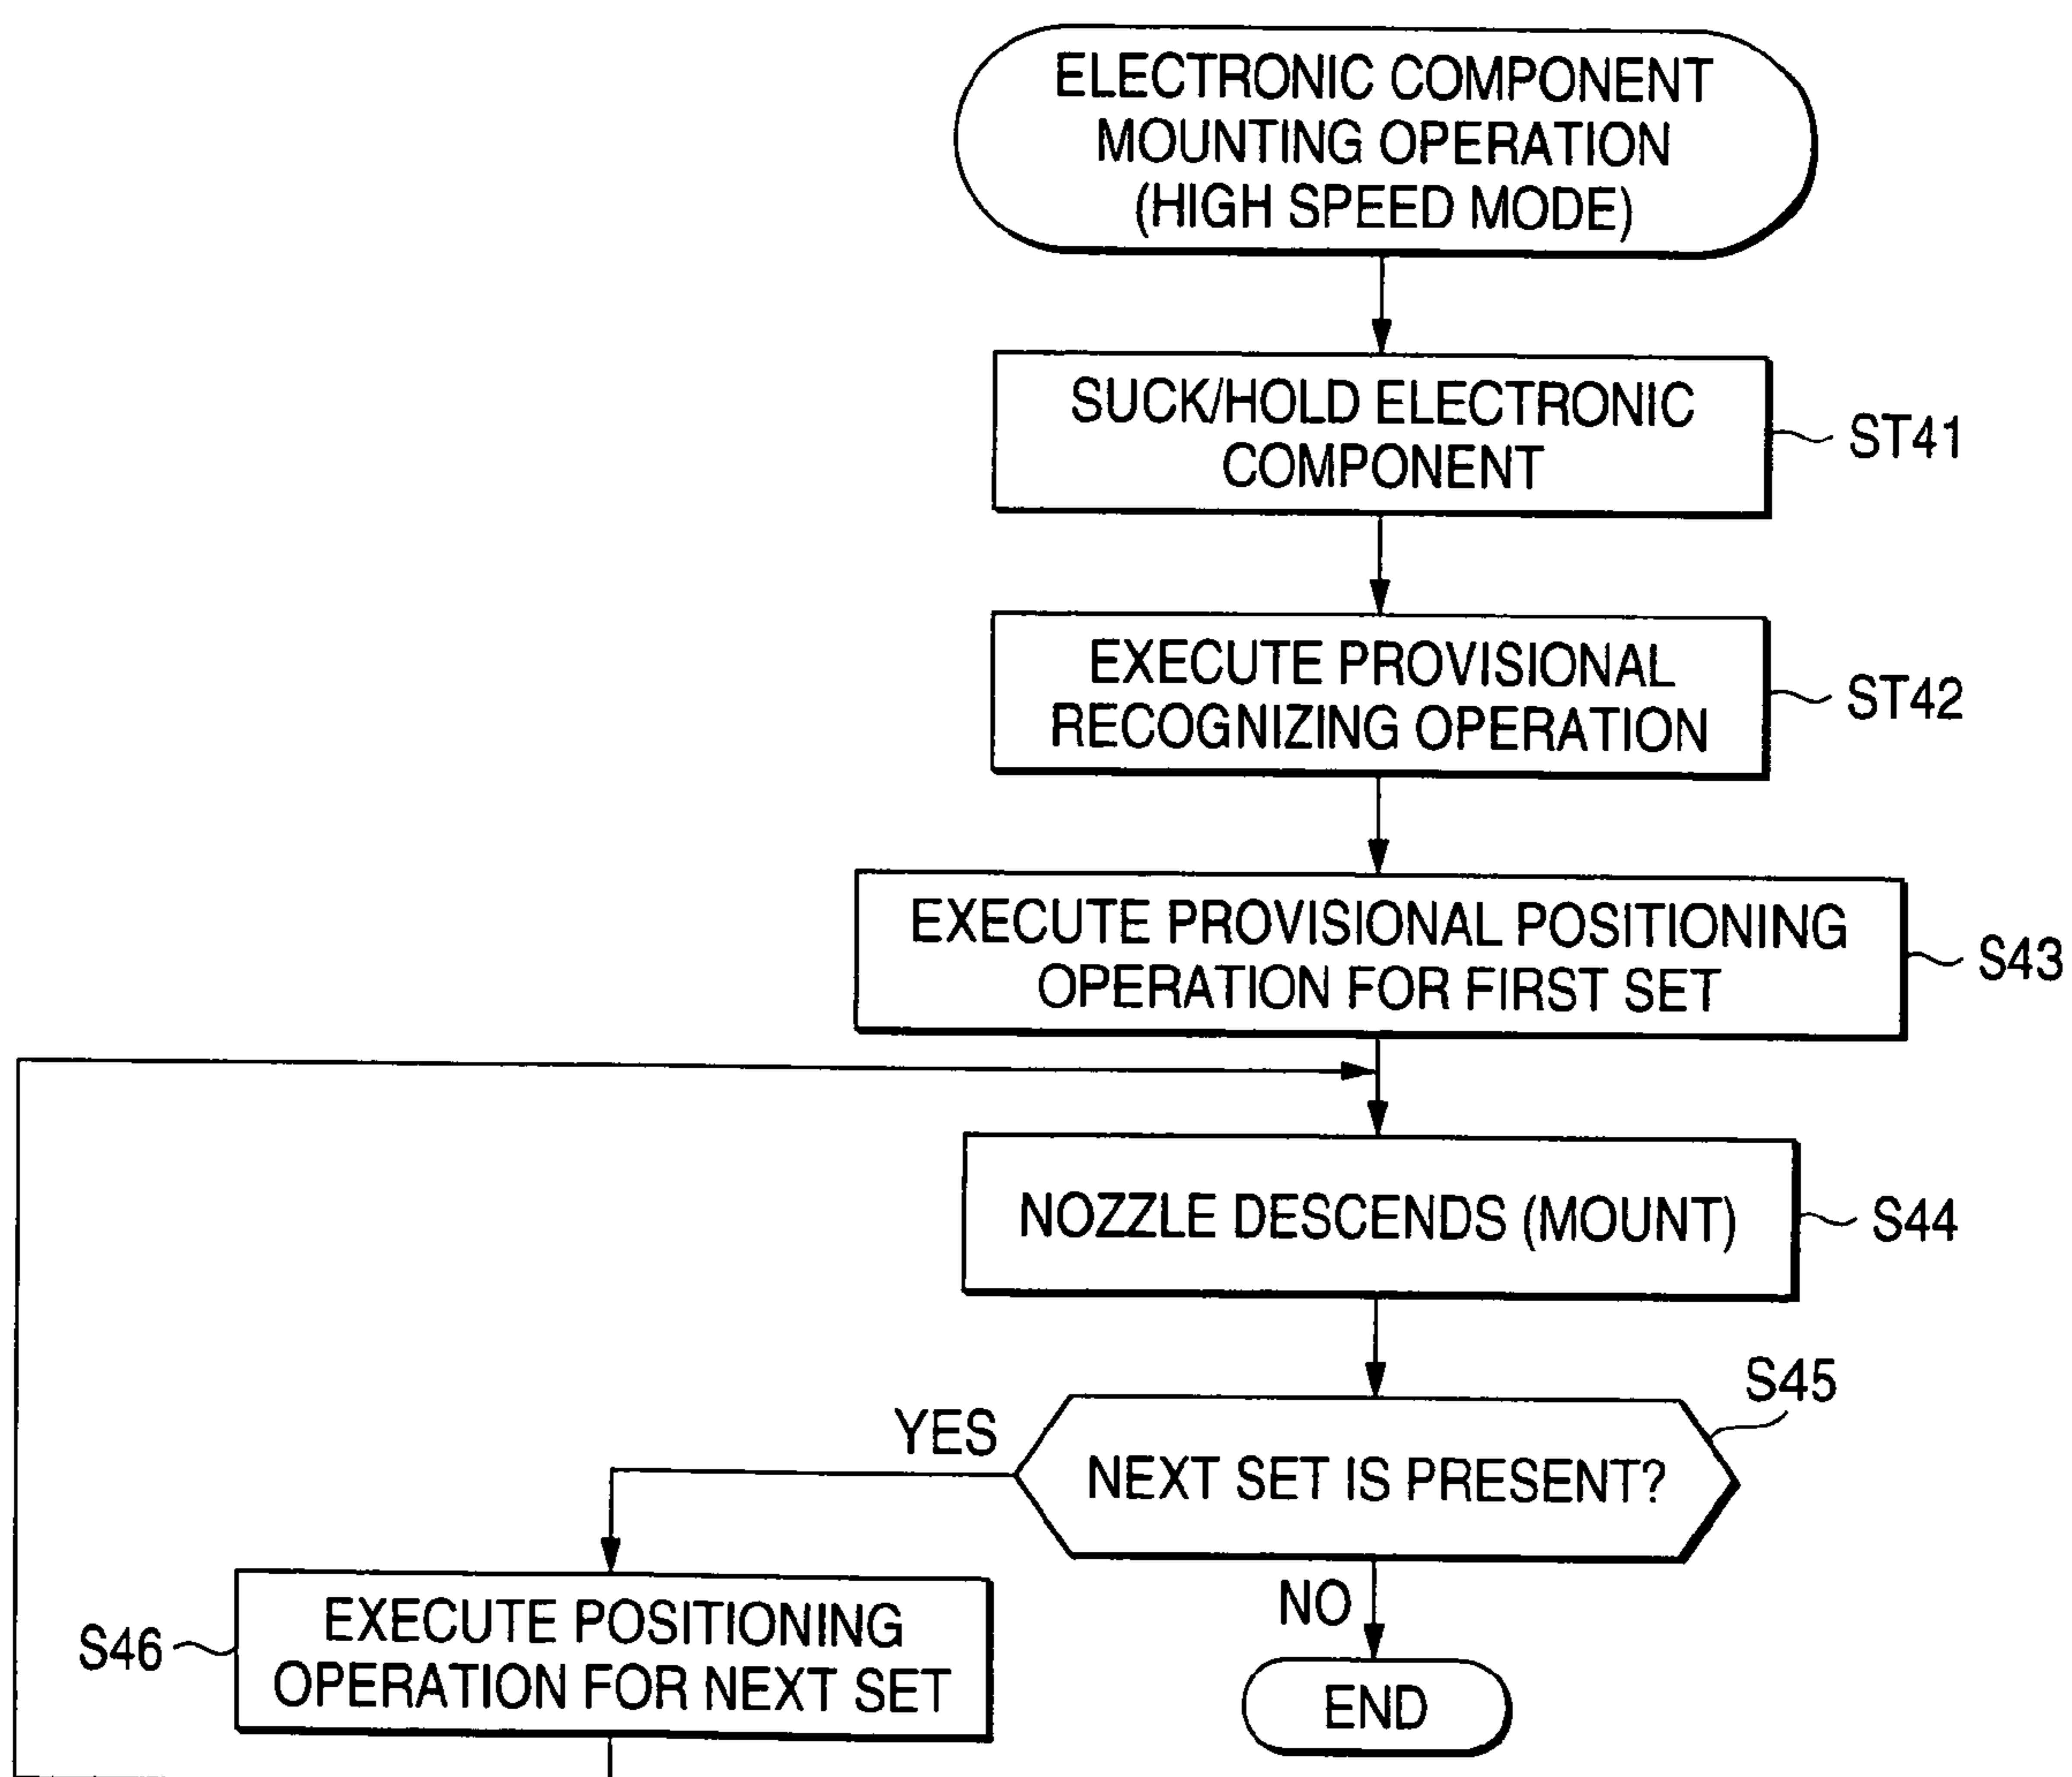 ELECTRONIC COMPONENT
MOUNTING OPERATION
(HIGH SPEED MODE)
SUCK/HOLD ELECTRONIC
COMPONENT
ST41
EXECUTE PROVISIONAL
RECOGNIZING OPERATION
ST42
EXECUTE PROVISIONAL POSITIONING
OPERATION FOR FIRST SET
S43
NOZZLE DESCENDS (MOUNT)
S44
S45
YES
NEXT SET IS PRESENT?
NO
S46
EXECUTE POSITIONING
OPERATION FOR NEXT SET
END